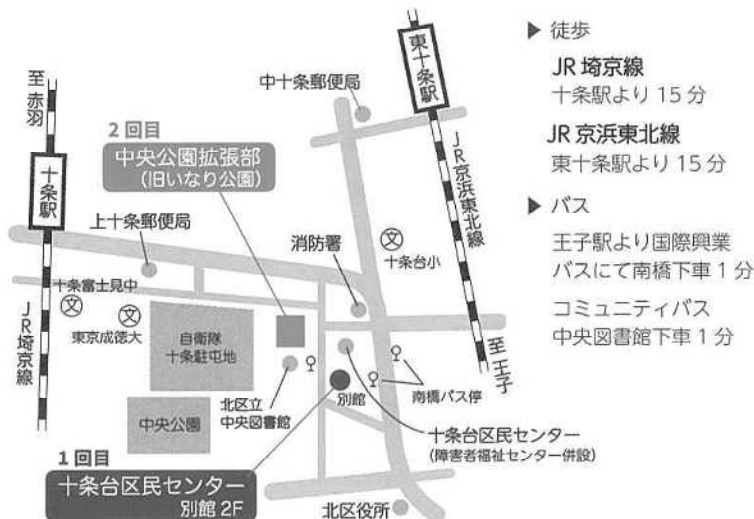 東十条駅
中十条郵便局
至 赤羽
2回目
中央公園拡張部
(旧いなり公園)
JR京浜東北線
十条駅
上十条郵便局
消防署
文
十条台小
十条富士見中
文
文
東京成徳大
JR埼京線
自衛隊
十条駐屯地
至 王子
北区立
中央図書館
別館
南橋バス停
中央公園
十条台区民センター
(障害者福祉センター併設)
1回目
十条台区民センター
別館 2F
北区役所
▶ 徒歩
JR 埼京線
十条駅より 15 分
JR 京浜東北線
東十条駅より 15 分
▶ バス
王子駅より国際興業
バスにて南橋下車 1 分
コミュニティバス
中央図書館下車 1 分